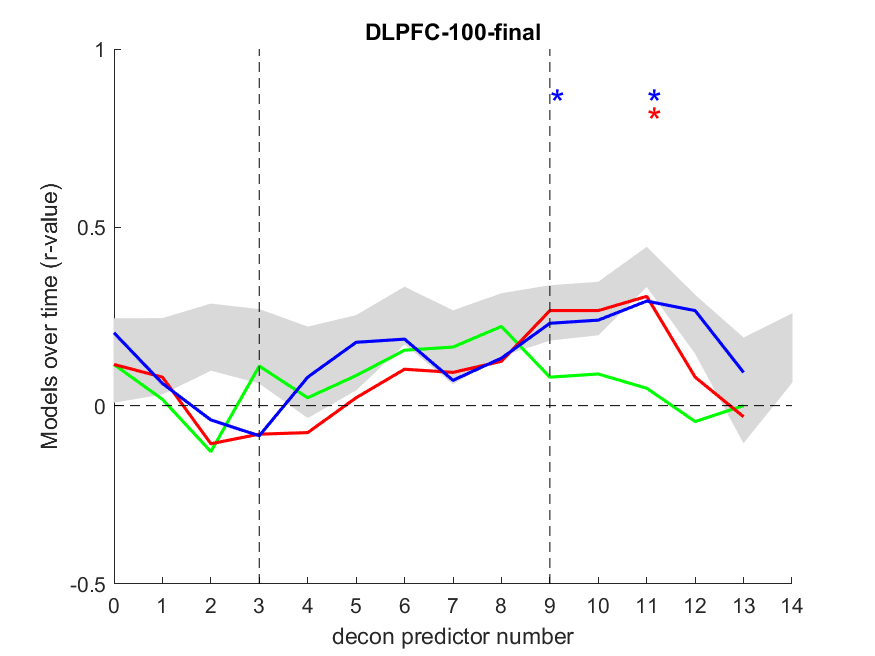 DLPFC-100-final
1
0.5
0
-0.5
Models over time (r-value)
* *
*
0 1 2 3 4 5 6 7 8 9 10 11 12 13 14
decon predictor number